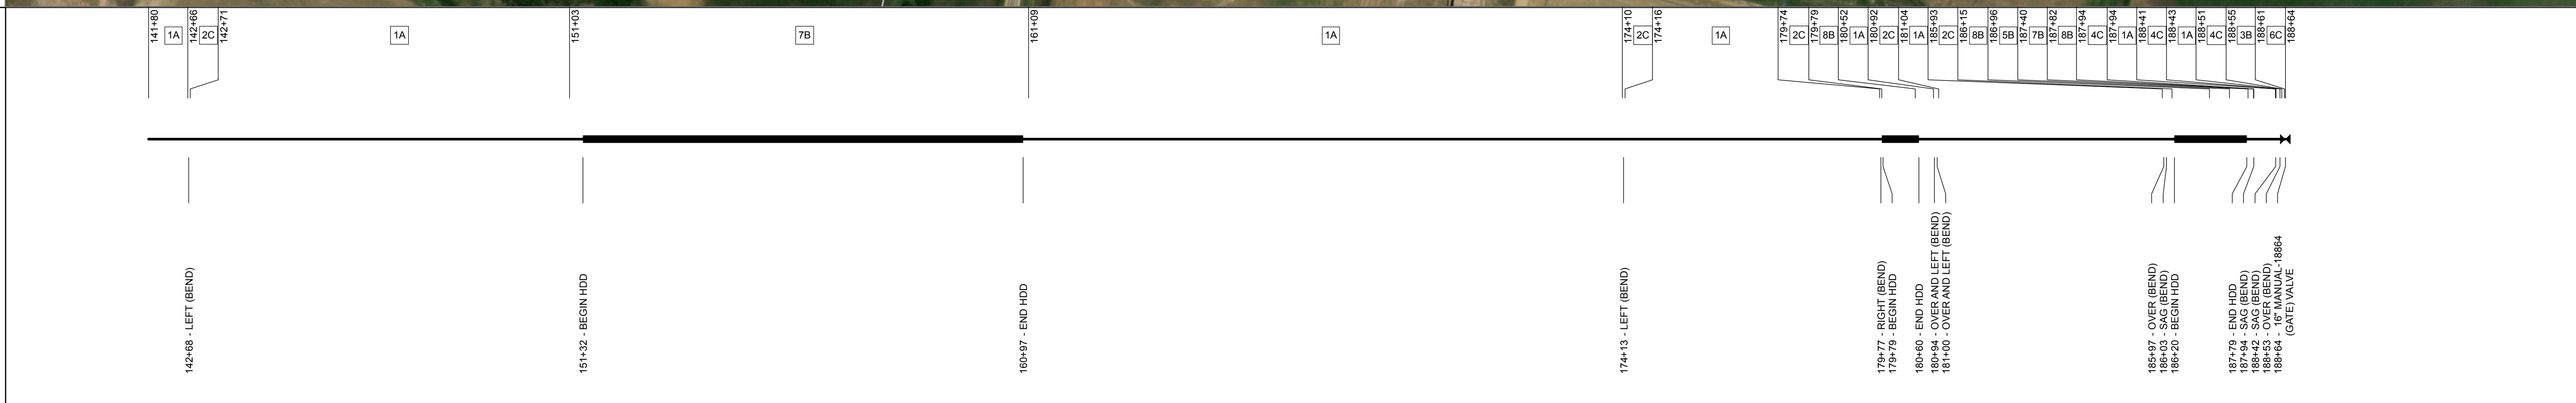 141+80
1A
142+66
2C
142+71
1A
151+03
7B
161+09
1A
174+10
2C
174+16
1A
179+74
2C
179+79
8B
180+52
1A
180+92
2C
181+04
1A
185+93
2C
186+15
8B
186+96
5B
187+40
7B
187+82
8B
187+94
4C
187+94
1A
188+41
4C
188+43
1A
188+51
4C
188+55
3B
188+61
6C
188+64
142+68 - LEFT (BEND)
151+32 - BEGIN HDD
160+97 - END HDD
174+13 - LEFT (BEND)
179+77 - RIGHT (BEND)
179+79 - BEGIN HDD
180+60 - END HDD
180+94 - OVER AND LEFT (BEND)
181+00 - OVER AND LEFT (BEND)
185+97 - OVER (BEND)
186+03 - SAG (BEND)
186+20 - BEGIN HDD
187+79 - END HDD
187+94 - SAG (BEND)
188+42 - SAG (BEND)
188+53 - OVER (BEND)
188+64 - 16" MANUAL-18864
(GATE) VALVE